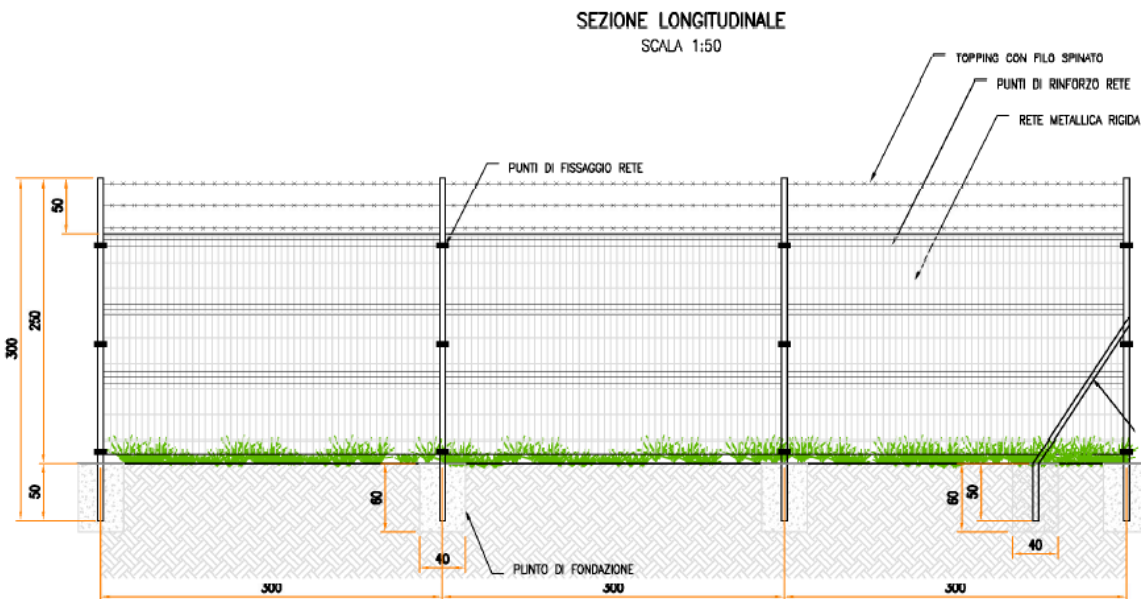 SEZIONE LONGITUDINALE
SCALA 1:50
TOPPING CON FILO SPINATO
PUNTI DI RINFORZO RETE
RETE METALLICA RIGIDA
PUNTI DI FISSAGGIO RETE
50
250
300
50
60
40
60
50
40
PUNTO DI FONDAZIONE
300
300
300